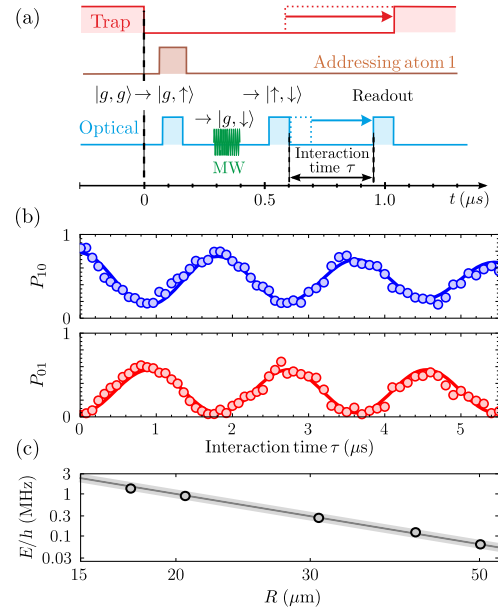 (a)
Trap
Addressing atom 1
|g, g⟩ → |g, ↑⟩
→ |↑, ↓⟩
Readout
→ |g, ↓⟩
Optical
MW
Interaction
time τ
0 0.5 1.0 t (μs)
(b)
1
P₁₀
0
1
P₀₁
0
0 1 2 3 4 5
Interaction time τ (μs)
(c)
3
1
0.3
0.1
0.03
E/h (MHz)
15 20 30 40 50
R (μm)